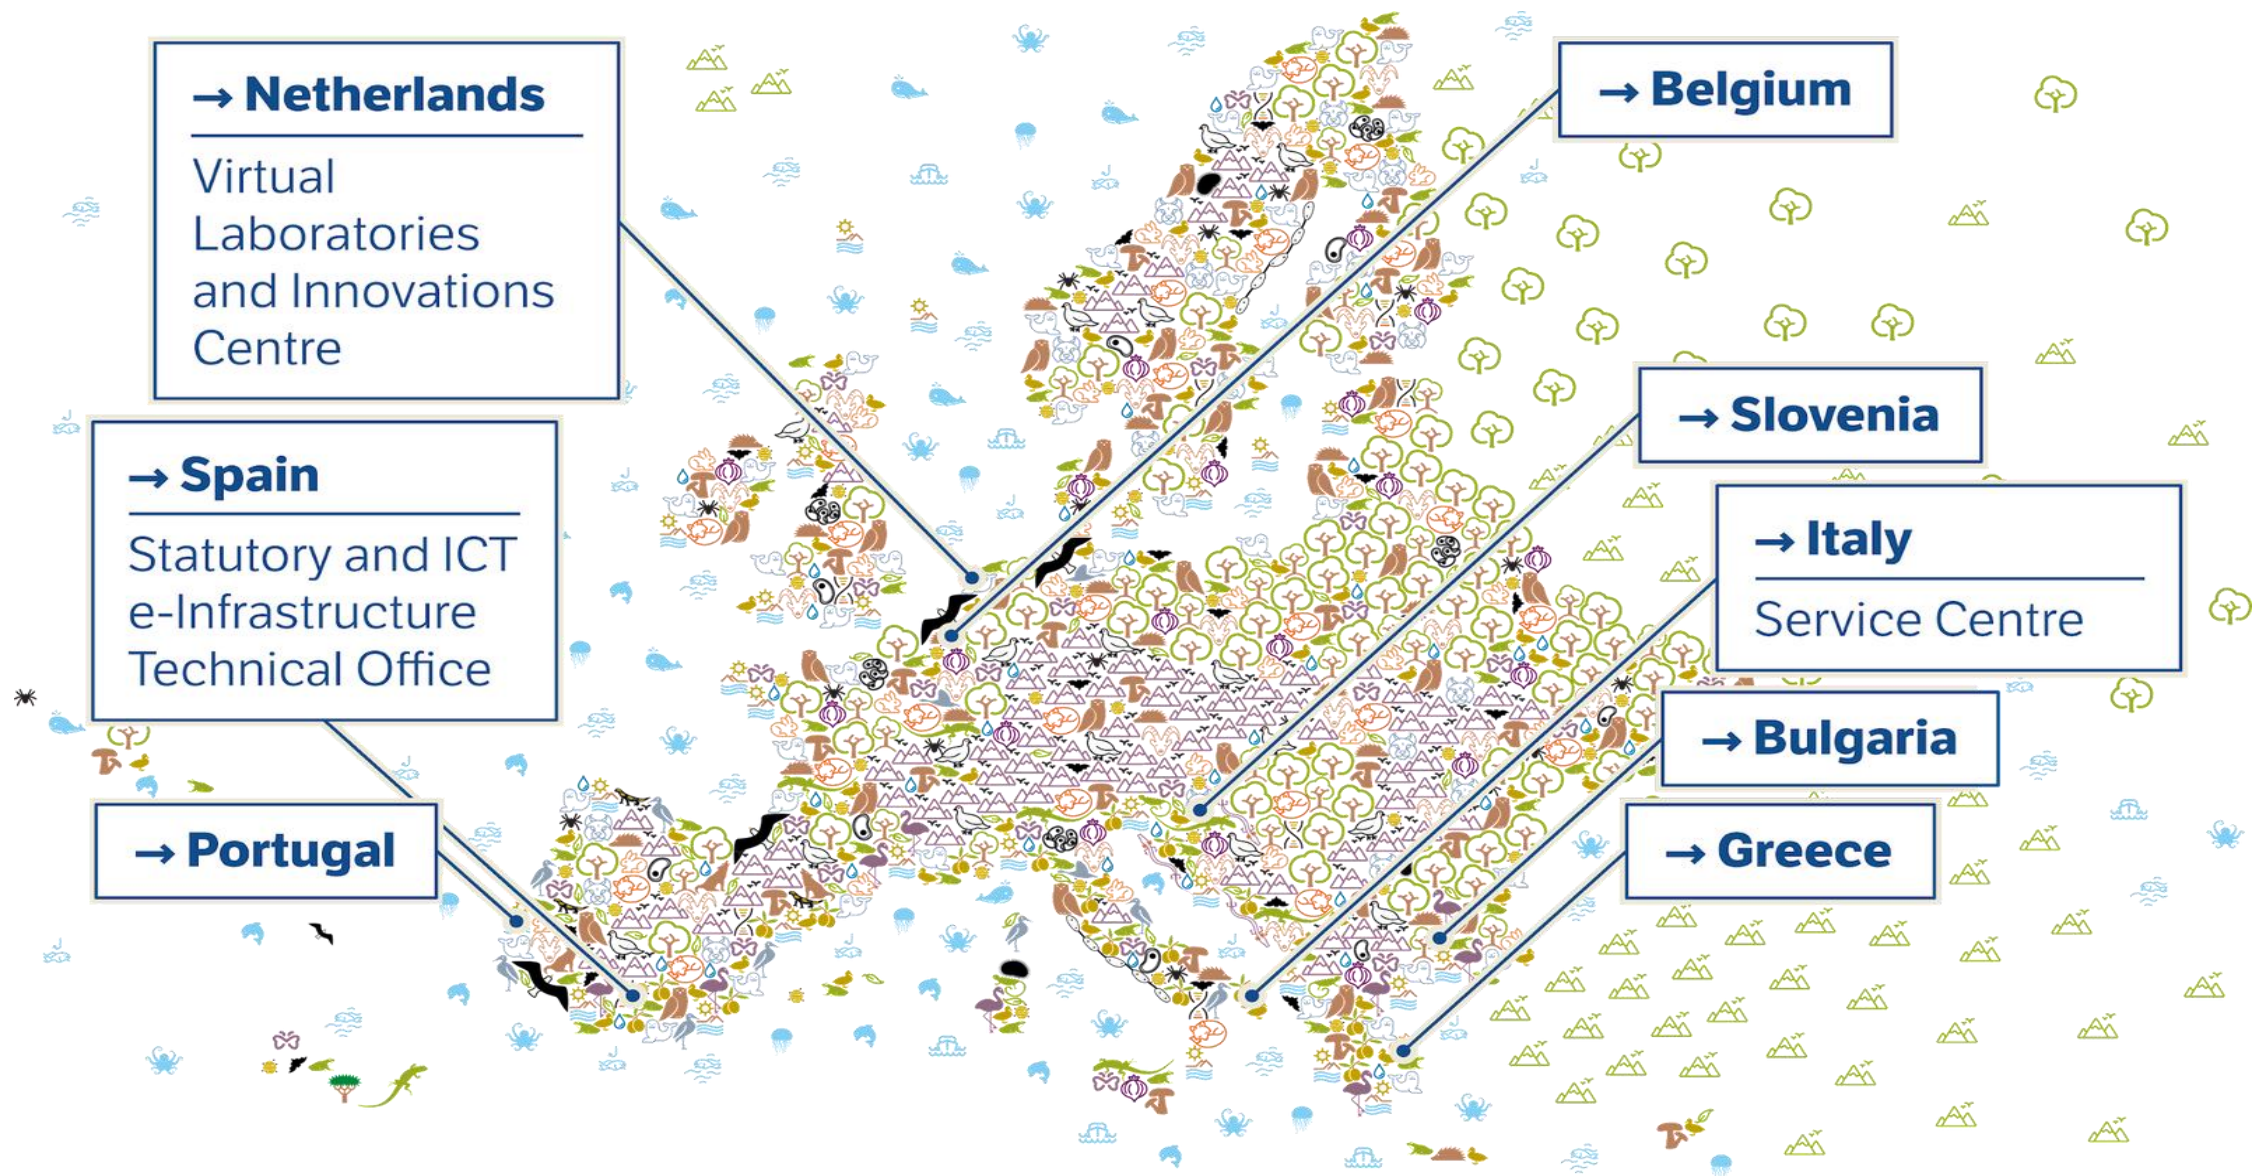 → Netherlands
Virtual
Laboratories
and Innovations
Centre
→ Spain
Statutory and ICT
e-Infrastructure
Technical Office
→ Portugal
→ Belgium
→ Slovenia
→ Italy
Service Centre
→ Bulgaria
→ Greece